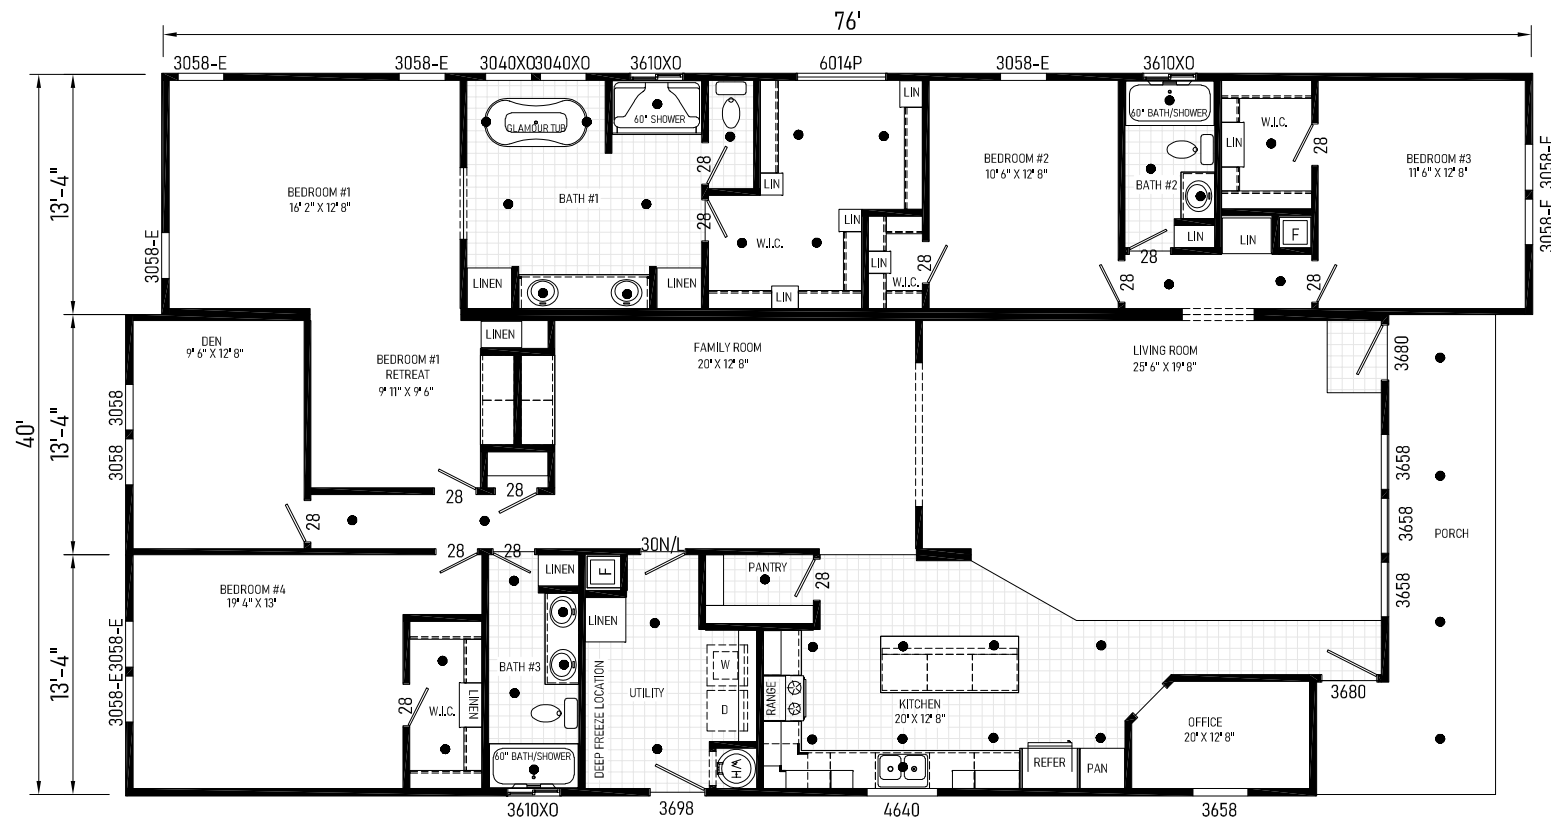 76'
3058-E
3058-E
3040XO3040XO
3610XO
6014P
3058-E
3610XO
40'
13'-4"
13'-4"
13'-4"
3058-E
BEDROOM #1
16' 2" X 12' 8"
GLAMOUR TUB
60" SHOWER
BATH #1
28
28
LINEN
LINEN
LIN
LIN
LIN
LIN
W.I.C.
LIN
W.I.C.
28
BEDROOM #2
10' 6" X 12' 8"
28
60" BATH/SHOWER
BATH #2
LIN
28
W.I.C.
LIN
28
LIN
F
28
BEDROOM #3
11' 6" X 12' 8"
3058-E
3058-E
DEN
9' 6" X 12' 8"
3058
3058
28
BEDROOM #1
RETREAT
9' 11" X 9' 6"
LINEN
28
28
FAMILY ROOM
20' X 12' 8"
LIVING ROOM
25' 6" X 19' 8"
3680
3658
3658
3658
PORCH
3680
28
28
30N/L
BEDROOM #4
19' 4" X 13'
3058-E
3058-E
28
W.I.C.
LINEN
LINEN
BATH #3
60" BATH/SHOWER
3610XO
F
LINEN
DEEP FREEZE LOCATION
UTILITY
W
D
W/H
3698
PANTRY
28
RANGE
KITCHEN
20' X 12' 8"
REFER
PAN
4640
OFFICE
20' X 12' 8"
3658